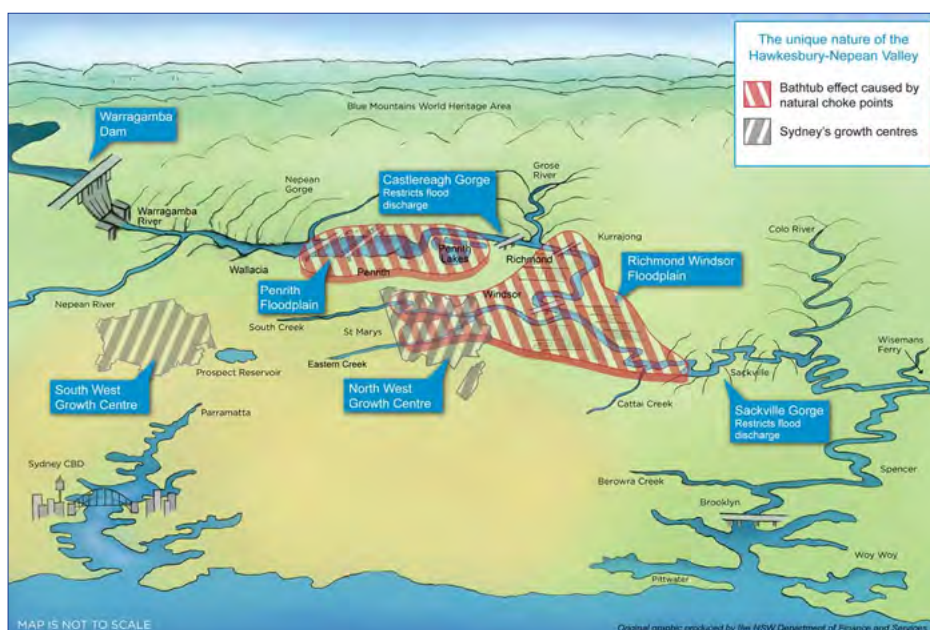 The unique nature of the
Hawkesbury-Nepean Valley
Bathtub effect caused by
natural choke points
Sydney's growth centres
Blue Mountains World Heritage Area
Warragamba
Dam
Nepean
Gorge
Castlereagh Gorge
Restricts flood
discharge
Grose
River
Colo River
Warragamba
River
Kurrajong
Penrith
Lakes
Richmond
Richmond Windsor
Floodplain
Wallacia
Penrith
Penrith
Floodplain
Windsor
Nepean River
South Creek
St Marys
Eastern Creek
Wisemans
Ferry
Prospect Reservoir
South West
Growth Centre
North West
Growth Centre
Sackville
Cattai Creek
Sackville Gorge
Restricts flood
discharge
Parramatta
Sydney CBD
Berowra Creek
Spencer
Brooklyn
Woy Woy
Pittwater
MAP IS NOT TO SCALE
Original graphic produced by the NSW Department of Finance and Services